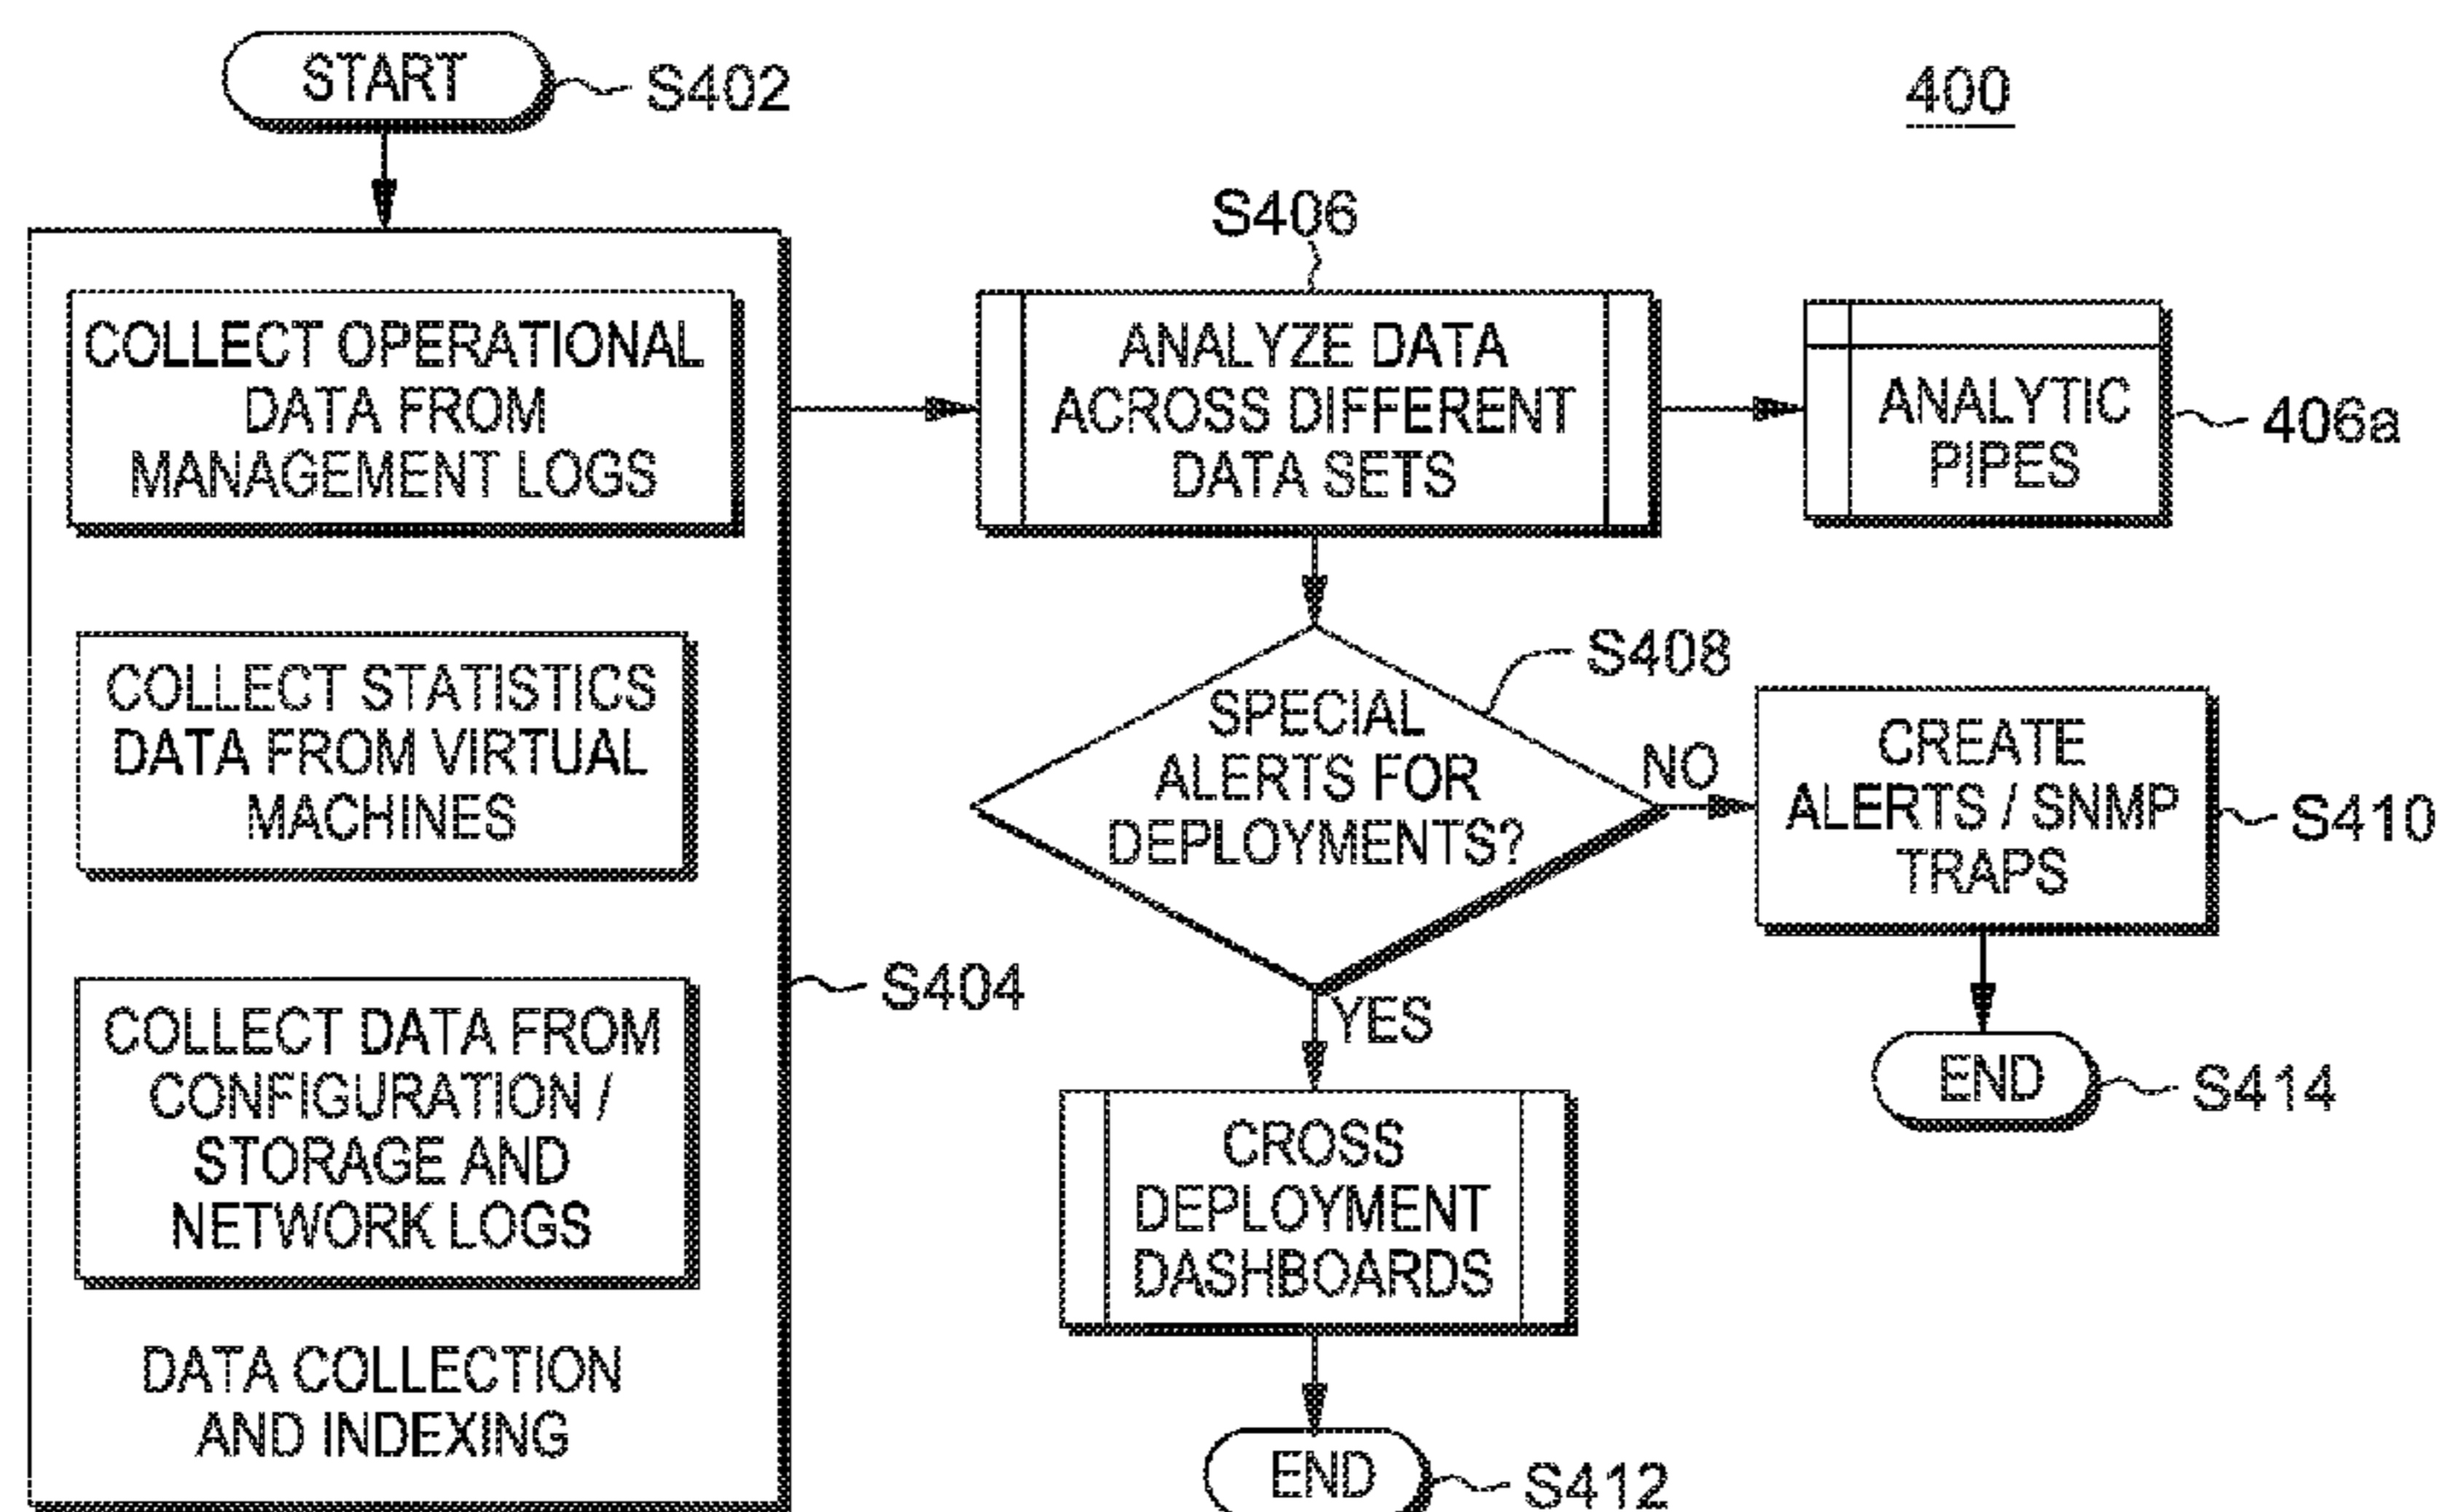 START
S402
400
COLLECT OPERATIONAL
DATA FROM
MANAGEMENT LOGS
COLLECT STATISTICS
DATA FROM VIRTUAL
MACHINES
COLLECT DATA FROM
CONFIGURATION /
STORAGE AND
NETWORK LOGS
DATA COLLECTION
AND INDEXING
S404
S406
ANALYZE DATA
ACROSS DIFFERENT
DATA SETS
ANALYTIC
PIPES
406a
SPECIAL
ALERTS FOR
DEPLOYMENTS?
S408
NO
CREATE
ALERTS / SNMP
TRAPS
S410
END
S414
YES
CROSS
DEPLOYMENT
DASHBOARDS
END
S412